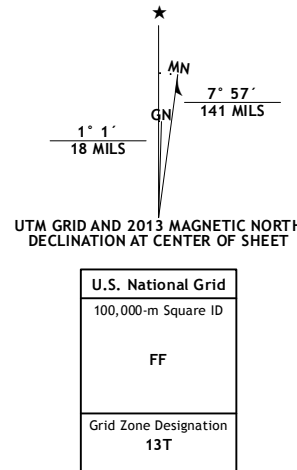 ★
MN
GN
7° 57´
141 MILS
1° 1´
18 MILS
UTM GRID AND 2013 MAGNETIC NORTH
DECLINATION AT CENTER OF SHEET
U.S. National Grid
100,000-m Square ID
FF
Grid Zone Designation
13T